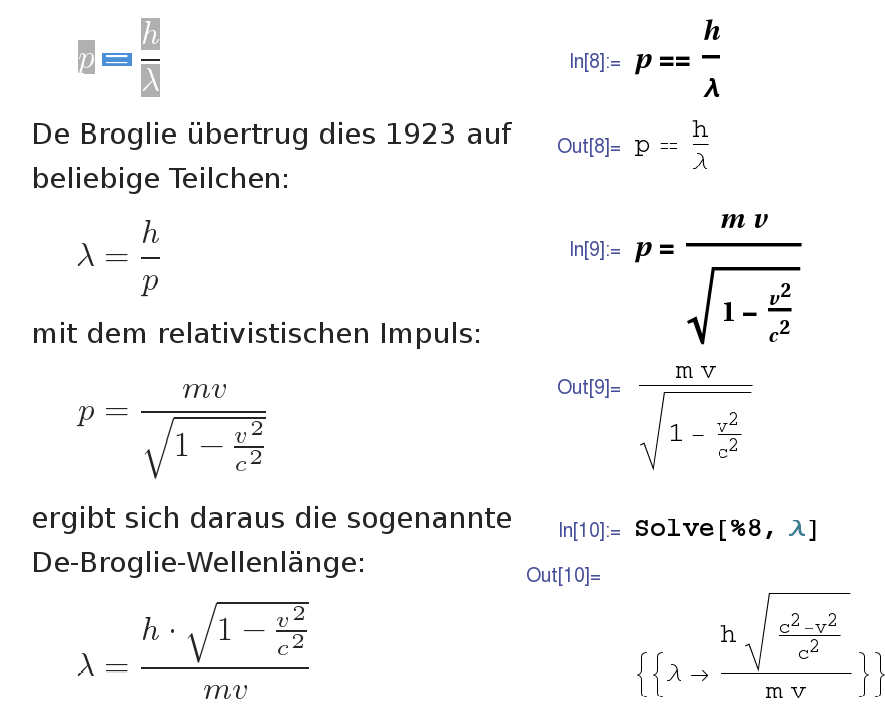 p = h/λ
De Broglie übertrug dies 1923 auf
beliebige Teilchen:
λ = h/p
mit dem relativistischen Impuls:
p = mv/√(1 − v²/c²)
ergibt sich daraus die sogenannte
De-Broglie-Wellenlänge:
λ = h · √(1 − v²/c²)/mv
In[8]:= p == h/λ
Out[8]= p == h/λ
In[9]:= p = m v/√(1 − v²/c²)
Out[9]= m v/√(1 − v²/c²)
In[10]:= Solve[%8, λ]
Out[10]=
{{λ → h √((c²−v²)/c²)/m v}}